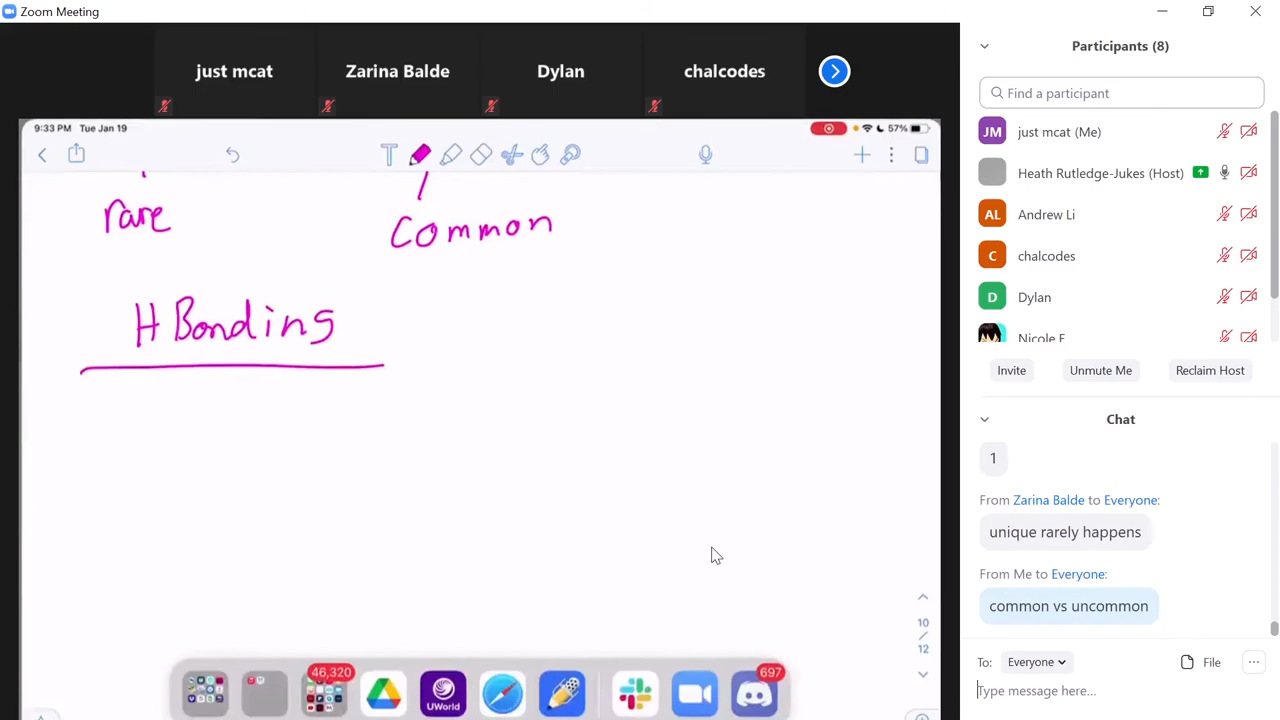 Zoom Meeting
just mcat
Zarina Balde
Dylan
chalcodes
9:33 PM Tue Jan 19
57%
T
rare
Common
H Bonding
46,320
UWorld
697
10
/
12
Participants (8)
Find a participant
JM just mcat (Me)
Heath Rutledge-Jukes (Host)
AL Andrew Li
C chalcodes
D Dylan
Invite
Unmute Me
Reclaim Host
Chat
1
From Zarina Balde to Everyone:
unique rarely happens
From Me to Everyone:
common vs uncommon
To: Everyone
File
...
Type message here...